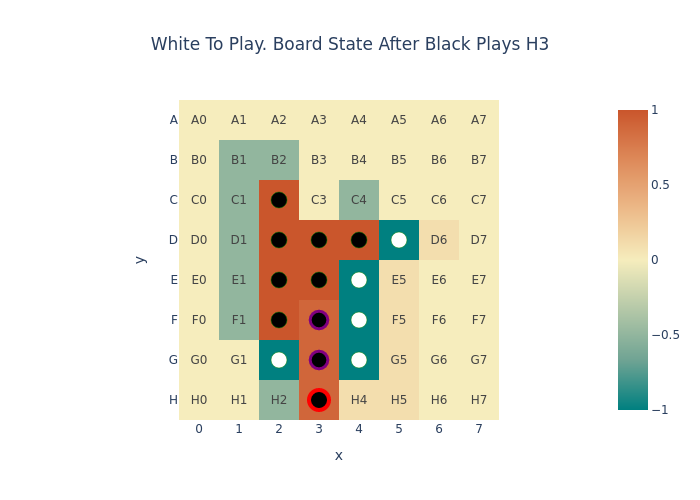 White To Play. Board State After Black Plays H3
A A0 A1 A2 A3 A4 A5 A6 A7
B B0 B1 B2 B3 B4 B5 B6 B7
C C0 C1 C3 C4 C5 C6 C7
D D0 D1 D6 D7
E E0 E1 E5 E6 E7
F F0 F1 F5 F6 F7
G G0 G1 G5 G6 G7
H H0 H1 H2 H4 H5 H6 H7
0 1 2 3 4 5 6 7
x
y
1
0.5
0
−0.5
−1